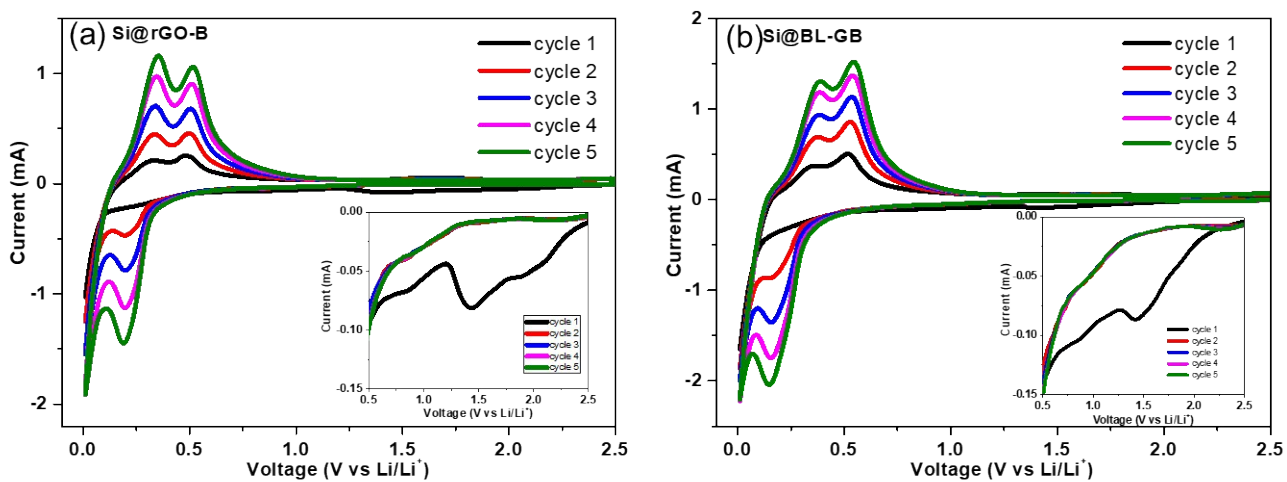 (a) Si@rGO-B
cycle 1
cycle 2
cycle 3
cycle 4
cycle 5
1
0
-1
-2
Current (mA)
0.0 0.5 1.0 1.5 2.0 2.5
Voltage (V vs Li/Li⁺)
0.00
-0.05
-0.10
-0.15
Current (mA)
0.5 1.0 1.5 2.0 2.5
Voltage (V vs Li/Li⁺)
cycle 1
cycle 2
cycle 3
cycle 4
cycle 5
(b) Si@BL-GB
cycle 1
cycle 2
cycle 3
cycle 4
cycle 5
2
1
0
-1
-2
Current (mA)
0.0 0.5 1.0 1.5 2.0 2.5
Voltage (V vs Li/Li⁺)
0.00
-0.05
-0.10
-0.15
Current (mA)
0.5 1.0 1.5 2.0 2.5
Voltage (V vs Li/Li⁺)
cycle 1
cycle 2
cycle 3
cycle 4
cycle 5